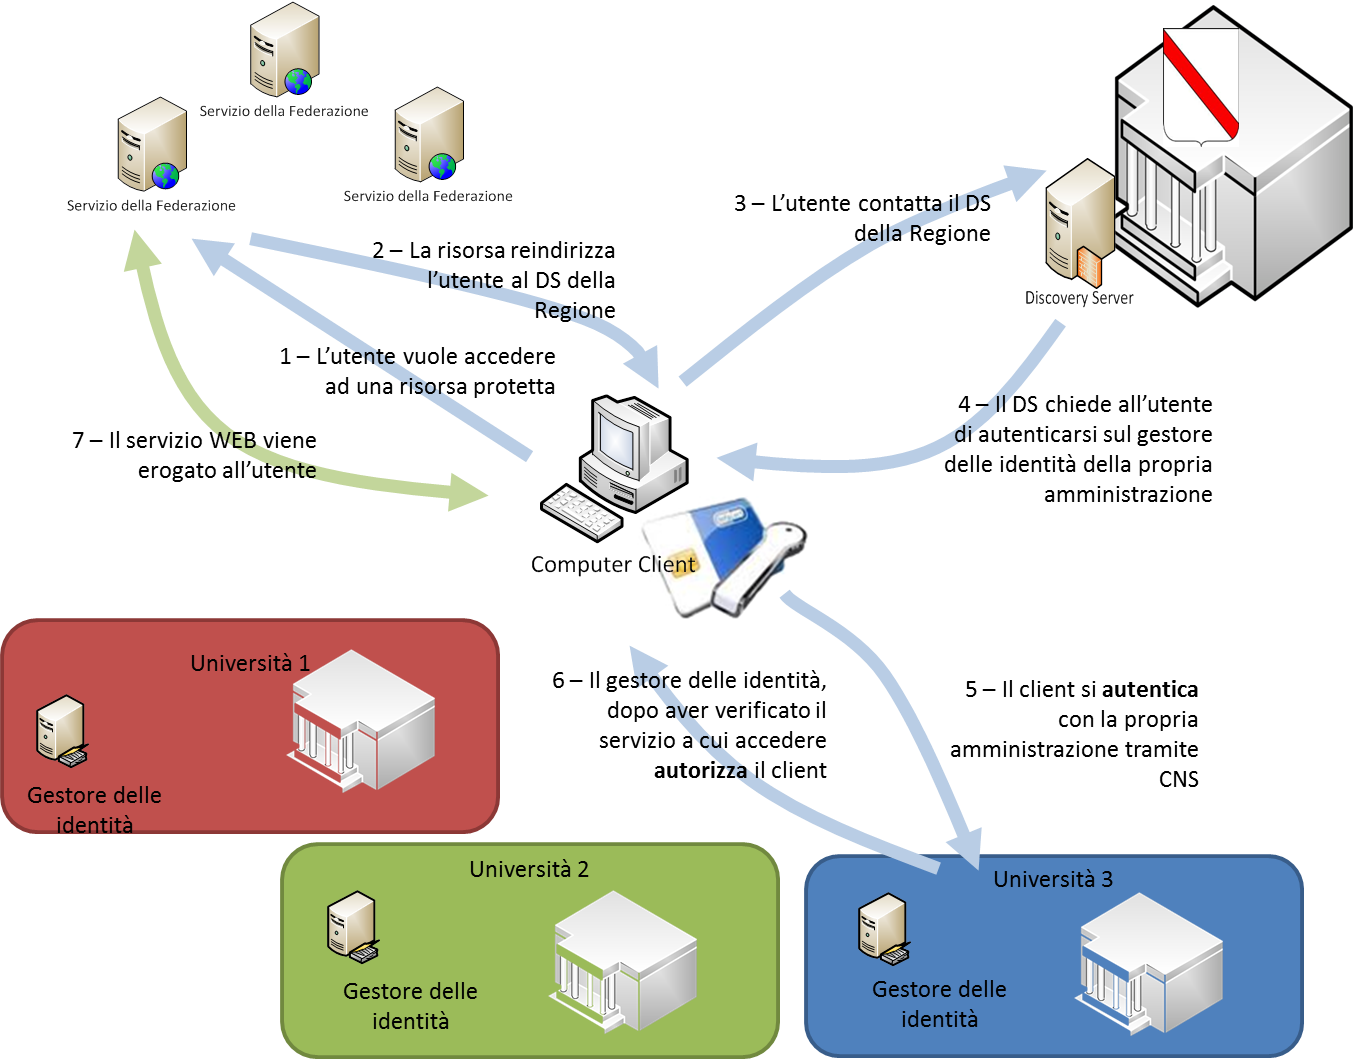 Servizio della Federazione
Servizio della Federazione
Servizio della Federazione
3 – L’utente contatta il DS
della Regione
2 – La risorsa reindirizza
l’utente al DS della
Regione
Discovery Server
1 – L’utente vuole accedere
ad una risorsa protetta
4 – Il DS chiede all’utente
di autenticarsi sul gestore
delle identità della propria
amministrazione
7 – Il servizio WEB viene
erogato all’utente
Computer Client
6 – Il gestore delle identità,
dopo aver verificato il
servizio a cui accedere
autorizza il client
5 – Il client si autentica
con la propria
amministrazione tramite
CNS
Università 1
Gestore delle
identità
Università 2
Gestore delle
identità
Università 3
Gestore delle
identità